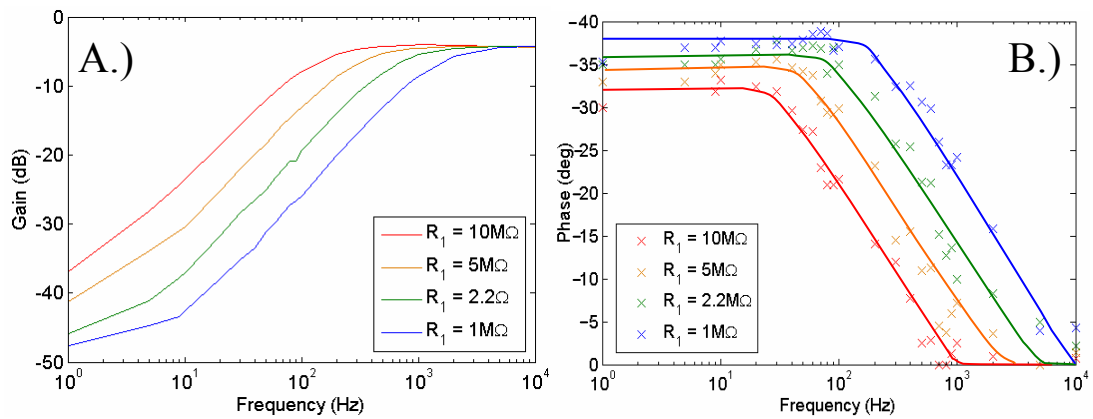 A.)
Gain (dB)
0
-10
-20
-30
-40
-50
R1 = 10MΩ
R1 = 5MΩ
R1 = 2.2Ω
R1 = 1MΩ
10^0
10^1
10^2
10^3
10^4
Frequency (Hz)
B.)
Phase (deg)
-40
-35
-30
-25
-20
-15
-10
-5
0
R1 = 10MΩ
R1 = 5MΩ
R1 = 2.2MΩ
R1 = 1MΩ
10^0
10^1
10^2
10^3
10^4
Frequency (Hz)